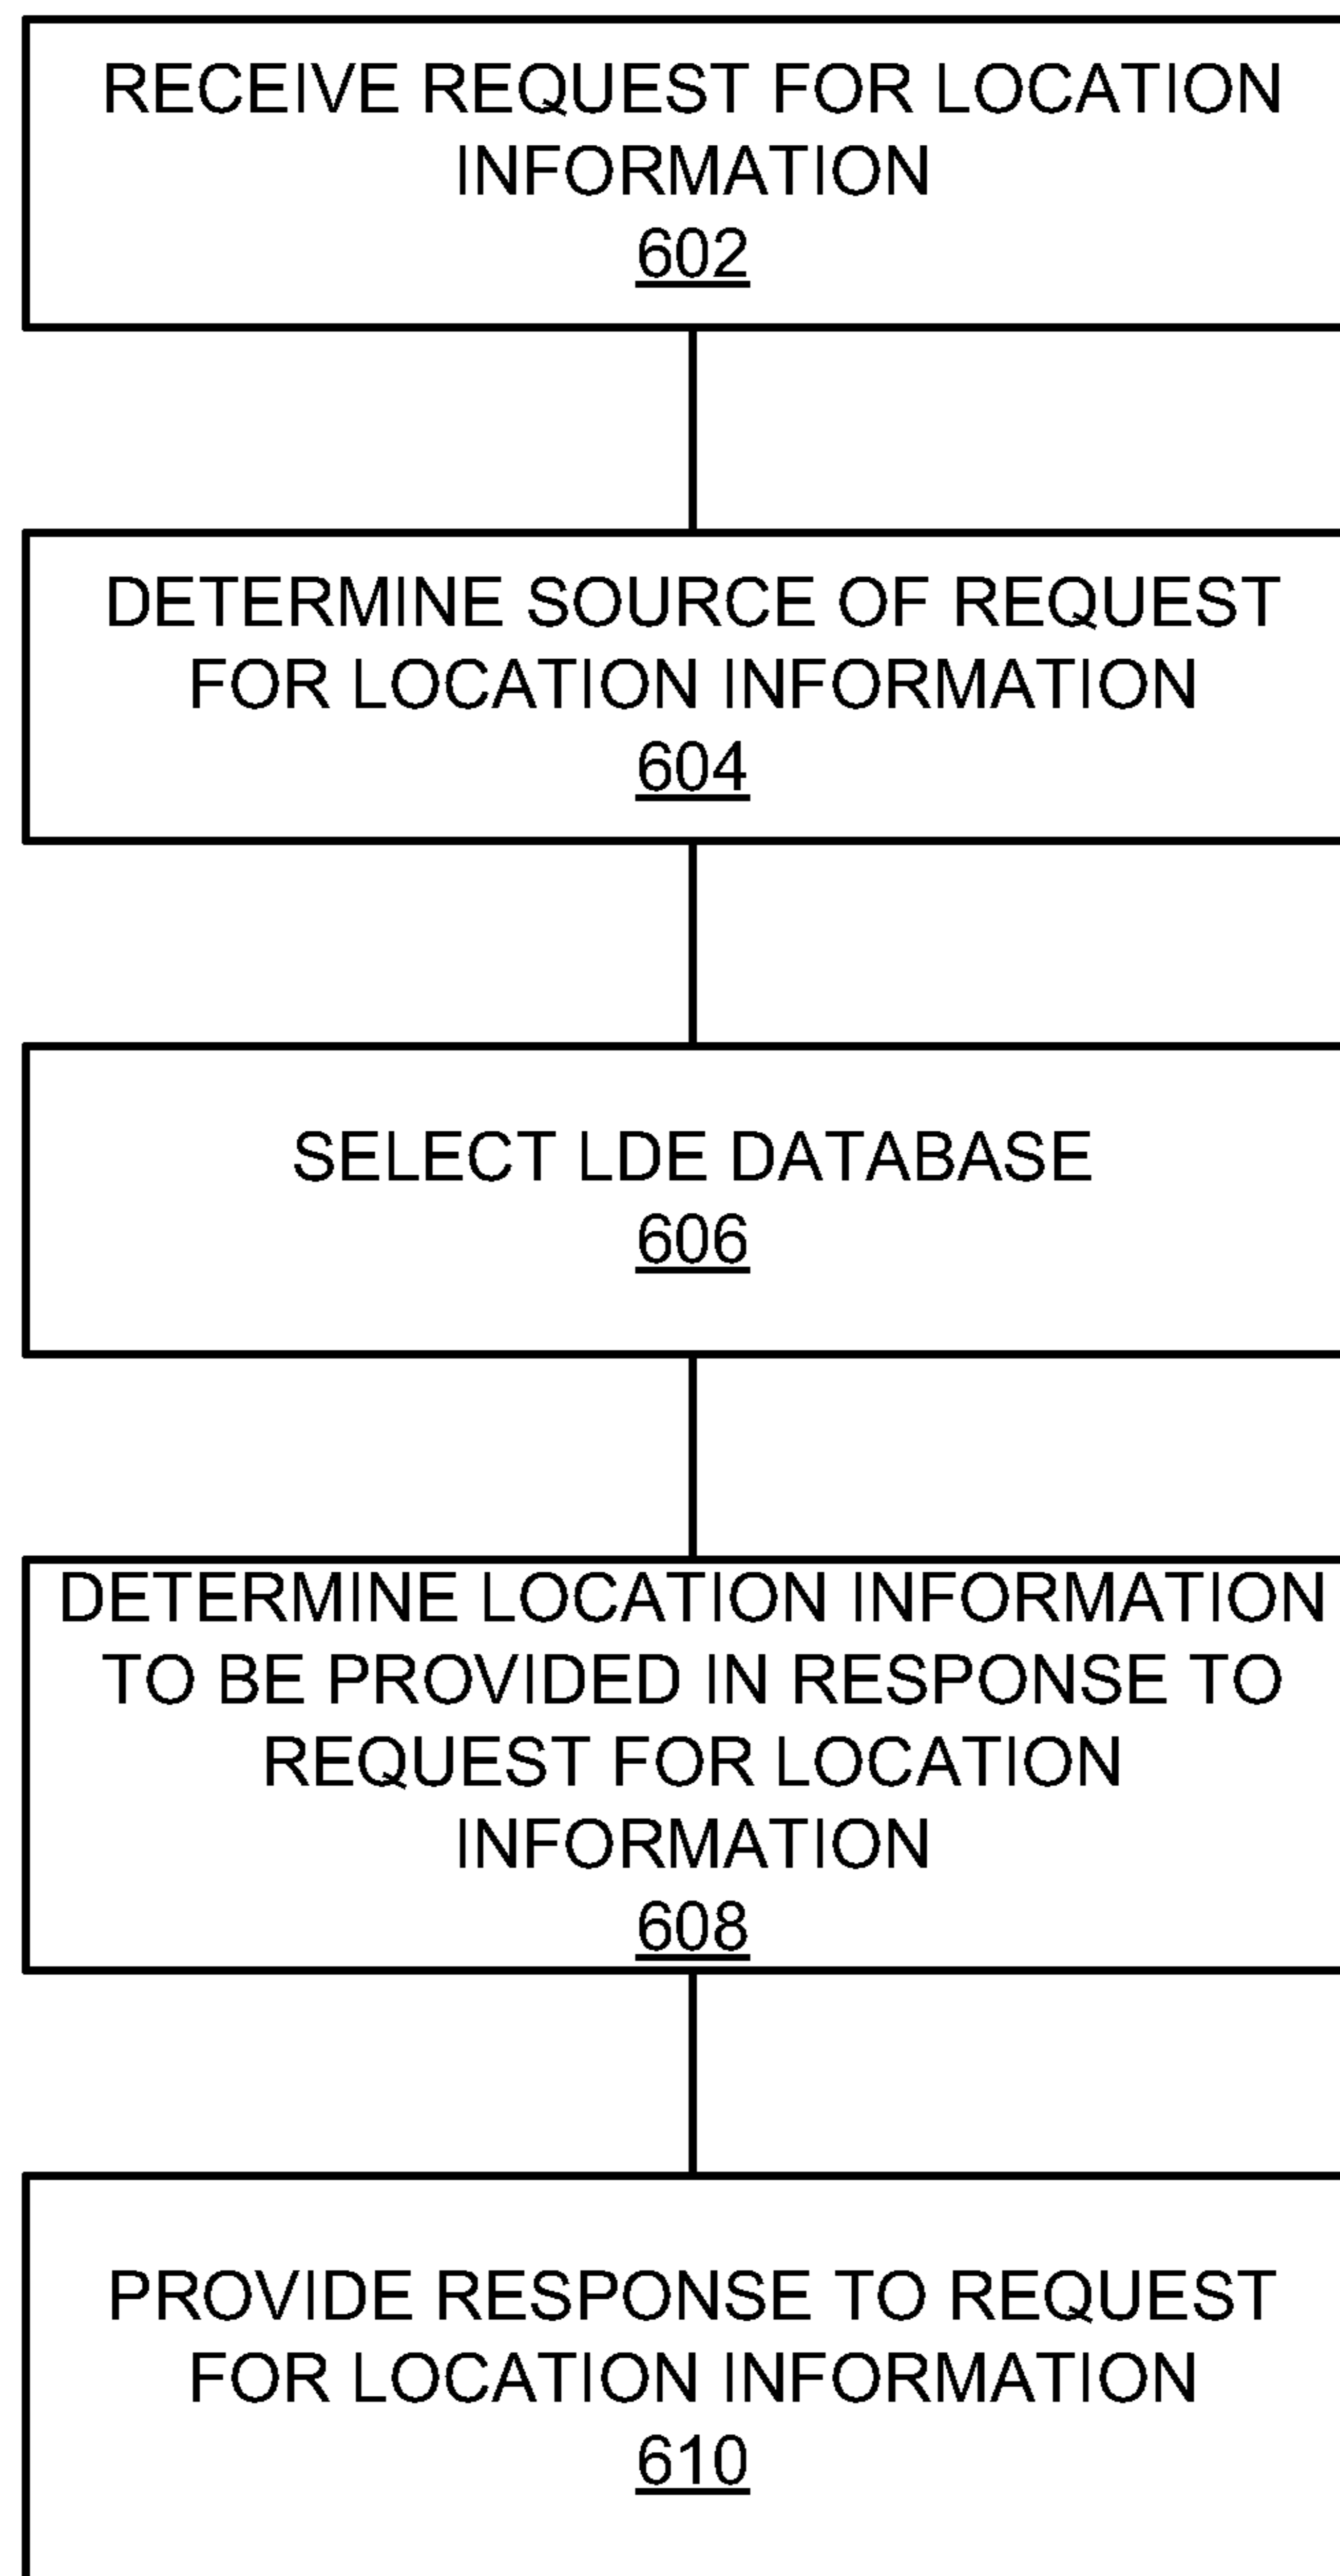 RECEIVE REQUEST FOR LOCATION
INFORMATION
602
DETERMINE SOURCE OF REQUEST
FOR LOCATION INFORMATION
604
SELECT LDE DATABASE
606
DETERMINE LOCATION INFORMATION
TO BE PROVIDED IN RESPONSE TO
REQUEST FOR LOCATION
INFORMATION
608
PROVIDE RESPONSE TO REQUEST
FOR LOCATION INFORMATION
610